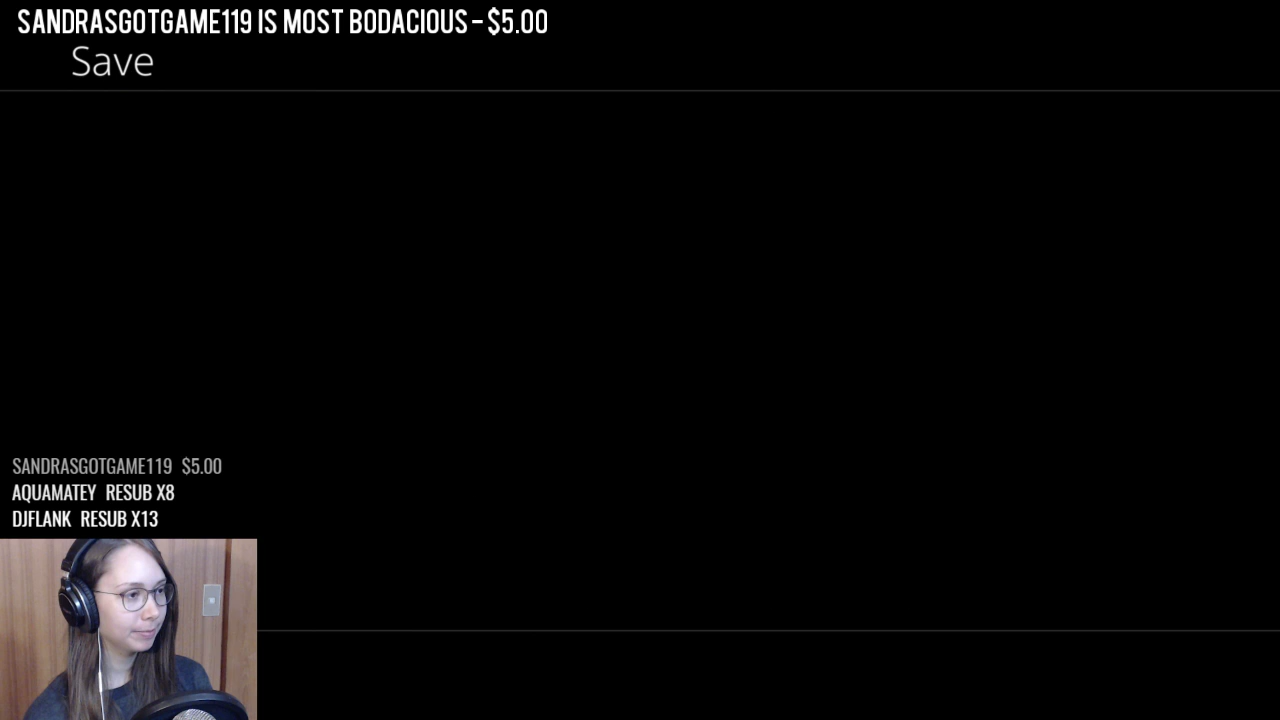 SANDRASGOTGAME119 IS MOST BODACIOUS - $5.00
Save
SANDRASGOTGAME119 $5.00
AQUAMATEY RESUB X8
DJFLANK RESUB X13